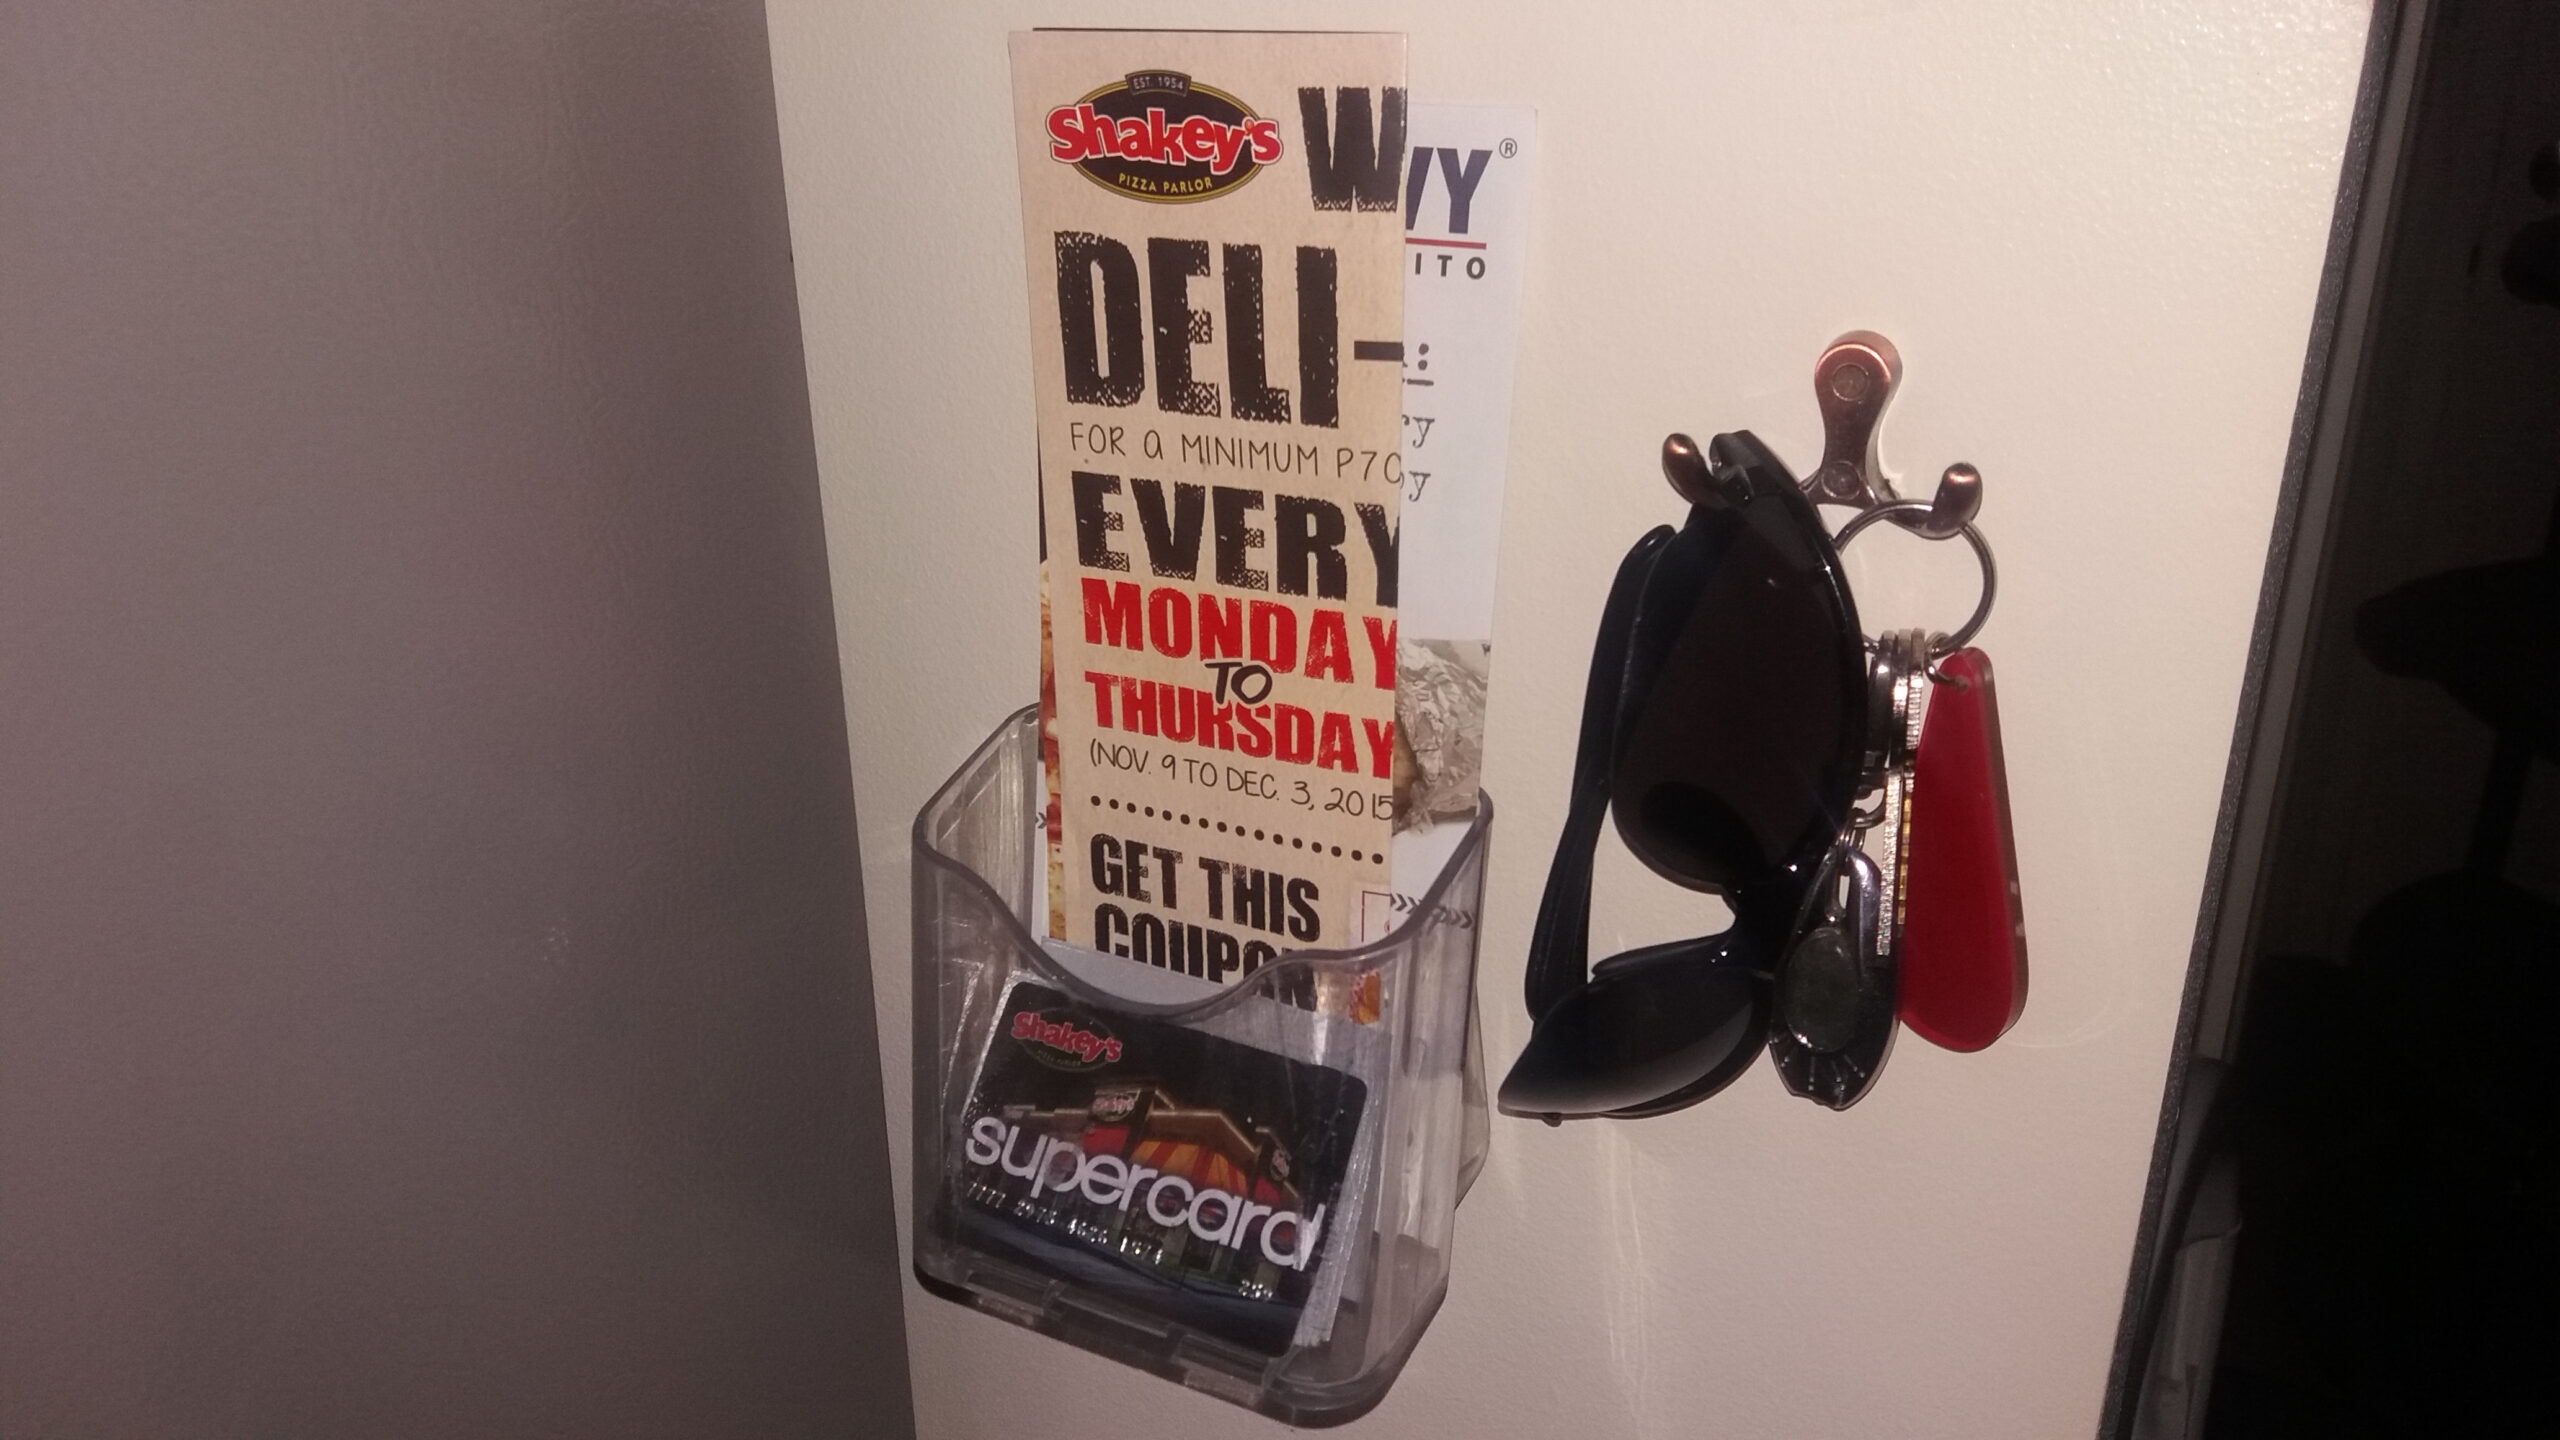 EST. 1954
Shakey's
PIZZA PARLOR
DELI-
FOR a MINIMUM P70
EVERY
MONDAY
TO
THURSDAY
(NOV. 9 TO DEC. 3, 2015
GET THIS
COUPON
®
ITO
Shakey's
supercard